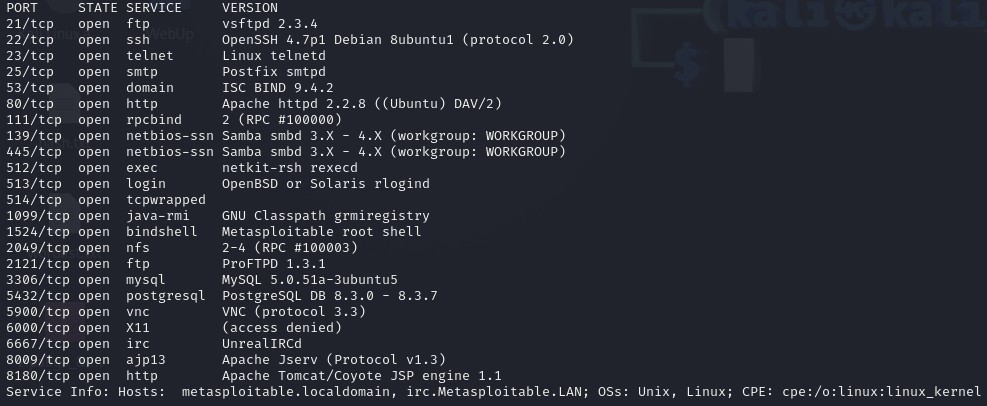 PORT     STATE SERVICE     VERSION
21/tcp   open  ftp         vsftpd 2.3.4
22/tcp   open  ssh         OpenSSH 4.7p1 Debian 8ubuntu1 (protocol 2.0)
23/tcp   open  telnet      Linux telnetd
25/tcp   open  smtp        Postfix smtpd
53/tcp   open  domain      ISC BIND 9.4.2
80/tcp   open  http        Apache httpd 2.2.8 ((Ubuntu) DAV/2)
111/tcp  open  rpcbind     2 (RPC #100000)
139/tcp  open  netbios-ssn Samba smbd 3.X - 4.X (workgroup: WORKGROUP)
445/tcp  open  netbios-ssn Samba smbd 3.X - 4.X (workgroup: WORKGROUP)
512/tcp  open  exec        netkit-rsh rexecd
513/tcp  open  login       OpenBSD or Solaris rlogind
514/tcp  open  tcpwrapped
1099/tcp open  java-rmi    GNU Classpath grmiregistry
1524/tcp open  bindshell   Metasploitable root shell
2049/tcp open  nfs         2-4 (RPC #100003)
2121/tcp open  ftp         ProFTPD 1.3.1
3306/tcp open  mysql       MySQL 5.0.51a-3ubuntu5
5432/tcp open  postgresql  PostgreSQL DB 8.3.0 - 8.3.7
5900/tcp open  vnc         VNC (protocol 3.3)
6000/tcp open  X11         (access denied)
6667/tcp open  irc         UnrealIRCd
8009/tcp open  ajp13       Apache Jserv (Protocol v1.3)
8180/tcp open  http        Apache Tomcat/Coyote JSP engine 1.1
Service Info: Hosts:  metasploitable.localdomain, irc.Metasploitable.LAN; OSs: Unix, Linux; CPE: cpe:/o:linux:linux_kernel
(kali㉿kali
$
WebUp